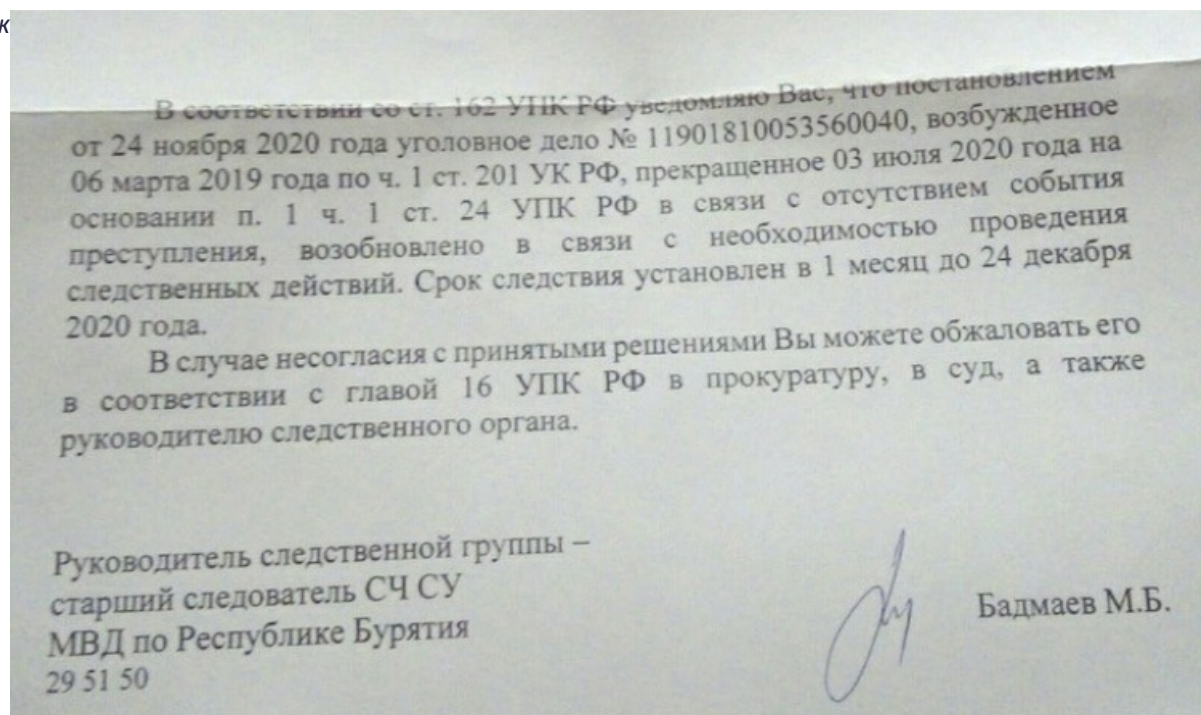 к
В соответствии со ст. 162 УПК РФ уведомляю Вас, что постановлением
от 24 ноября 2020 года уголовное дело № 11901810053560040, возбужденное
06 марта 2019 года по ч. 1 ст. 201 УК РФ, прекращенное 03 июля 2020 года на
основании п. 1 ч. 1 ст. 24 УПК РФ в связи с отсутствием события
преступления, возобновлено в связи с необходимостью проведения
следственных действий. Срок следствия установлен в 1 месяц до 24 декабря
2020 года.
В случае несогласия с принятыми решениями Вы можете обжаловать его
в соответствии с главой 16 УПК РФ в прокуратуру, в суд, а также
руководителю следственного органа.
Руководитель следственной группы –
старший следователь СЧ СУ
МВД по Республике Бурятия
29 51 50
Бадмаев М.Б.